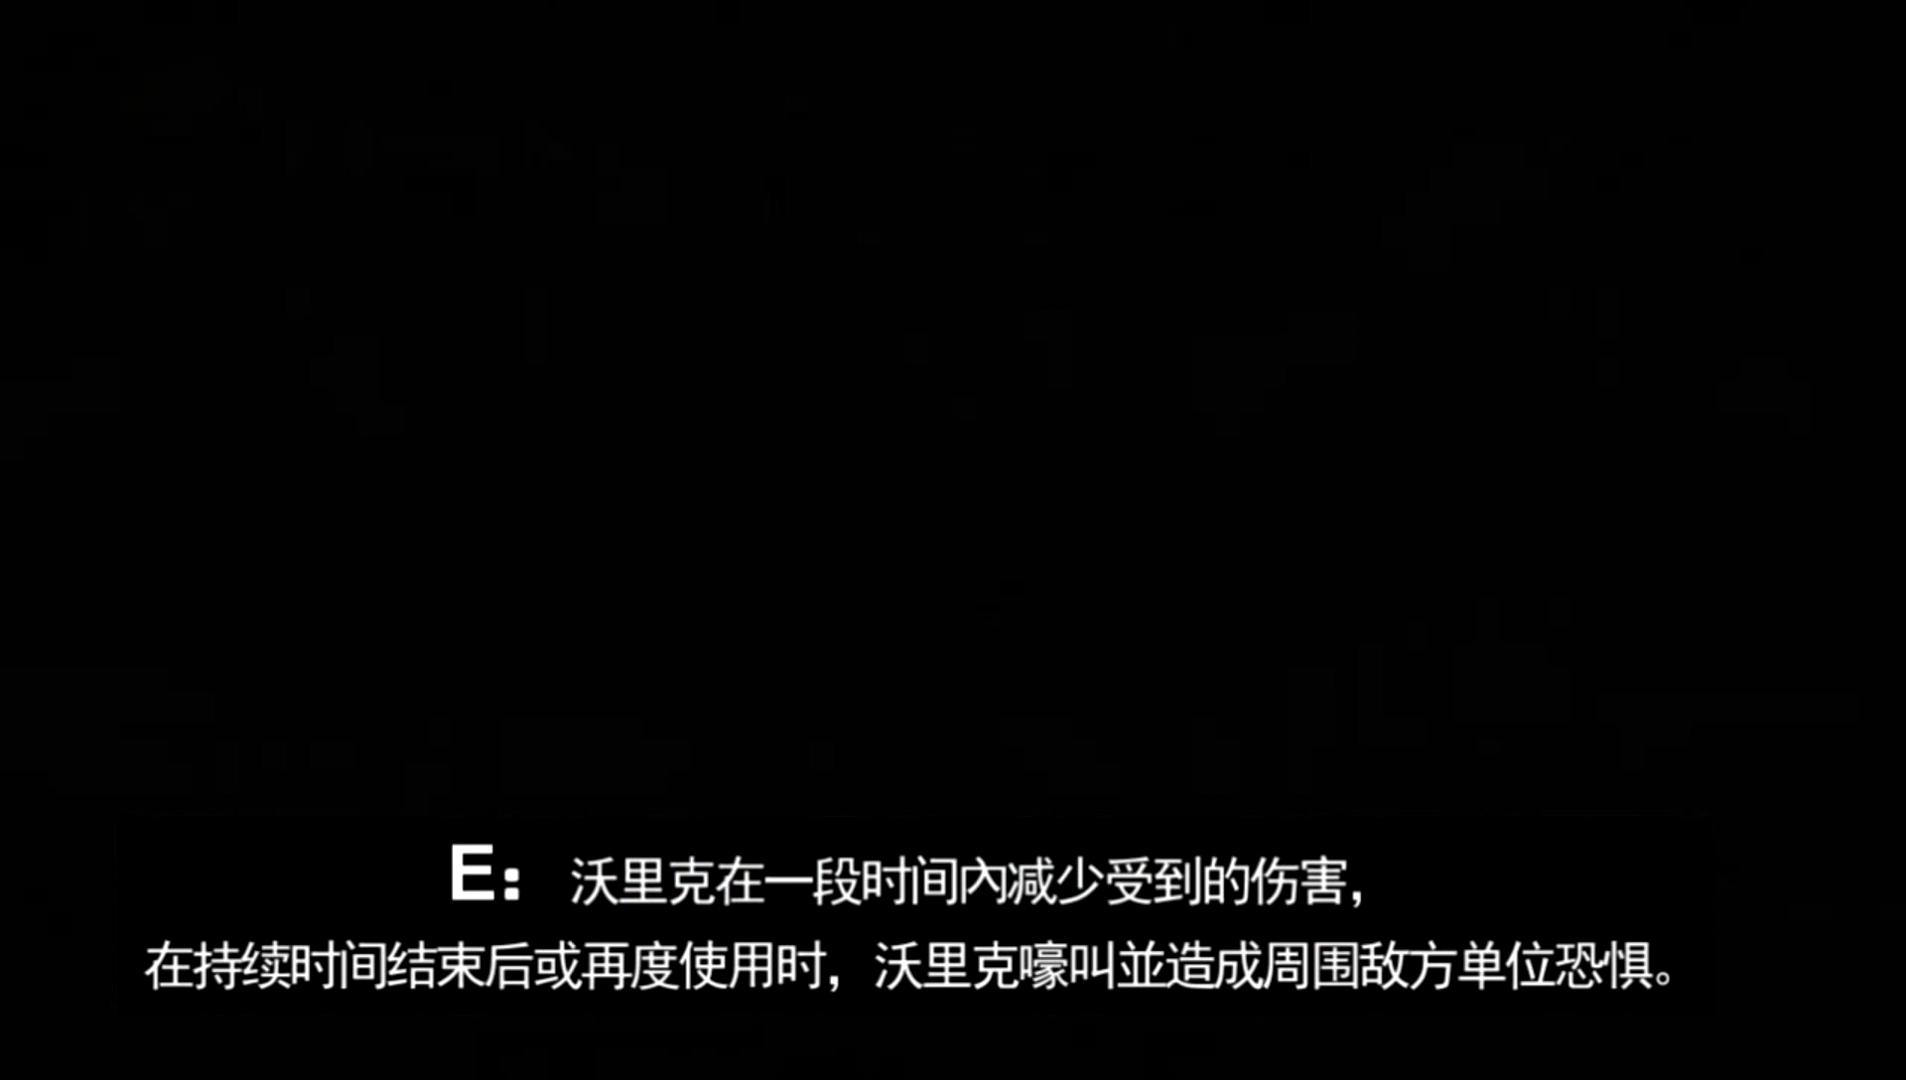 E: 沃里克在一段时间內减少受到的伤害,
在持续时间结束后或再度使用时, 沃里克嚎叫並造成周围敌方单位恐惧。